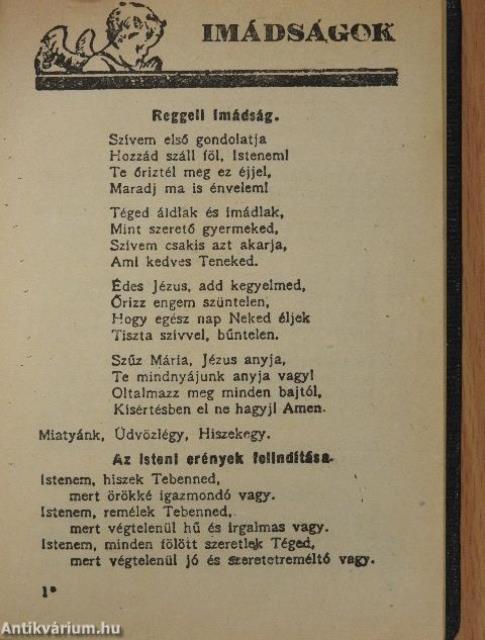 IMÁDSÁGOK
Reggeli imádság.
Szívem első gondolatja
Hozzád száll föl, Istenem!
Te őriztél meg ez éjjel,
Maradj ma is énvelem!
Téged áldlak és imádlak,
Mint szerető gyermeked,
Szívem csakis azt akarja,
Ami kedves Teneked.
Édes Jézus, add kegyelmed,
Őrizz engem szüntelen,
Hogy egész nap Neked éljek
Tiszta szívvel, bűntelen.
Szűz Mária, Jézus anyja,
Te mindnyájunk anyja vagy!
Oltalmazz meg minden bajtól,
Kísértésben el ne hagyj! Amen.
Miatyánk, Üdvözlégy, Hiszekegy.
Az isteni erények felindítása.
Istenem, hiszek Tebenned,
mert örökké igazmondó vagy.
Istenem, remélek Tebenned,
mert végtelenül hű és irgalmas vagy.
Istenem, minden fölött szeretlek Téged,
mert végtelenül jó és szeretetreméltó vagy.
1*
Antikvárium.hu